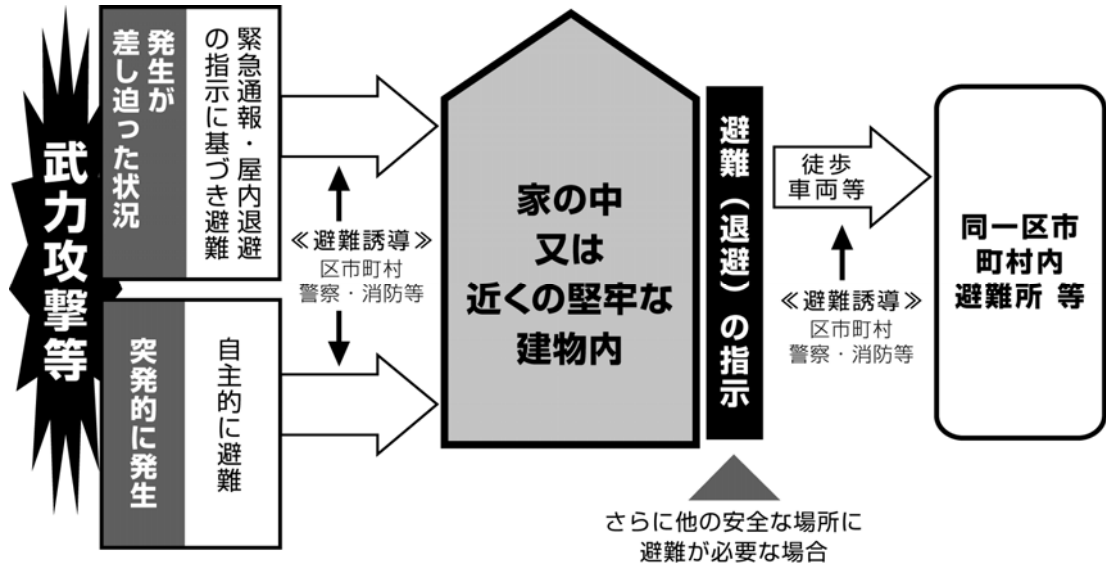 武力攻撃等
発生が
差し迫った状況
緊急通報・屋内退避
の指示に基づき避難
突発的に発生
自主的に避難
≪避難誘導≫
区市町村
警察・消防等
家の中
又は
近くの堅牢な
建物内
避難（退避）の指示
さらに他の安全な場所に
避難が必要な場合
徒歩
車両等
≪避難誘導≫
区市町村
警察・消防等
同一区市
町村内
避難所 等